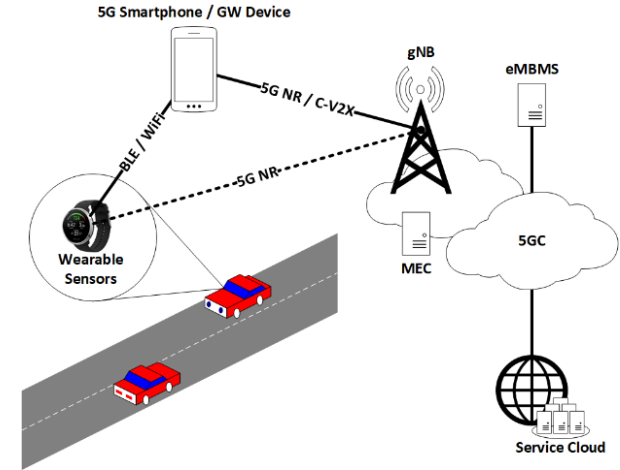 5G Smartphone / GW Device
gNB
eMBMS
5G NR / C-V2X
BLE / WiFi
5G NR
Wearable
Sensors
MEC
5GC
Service Cloud